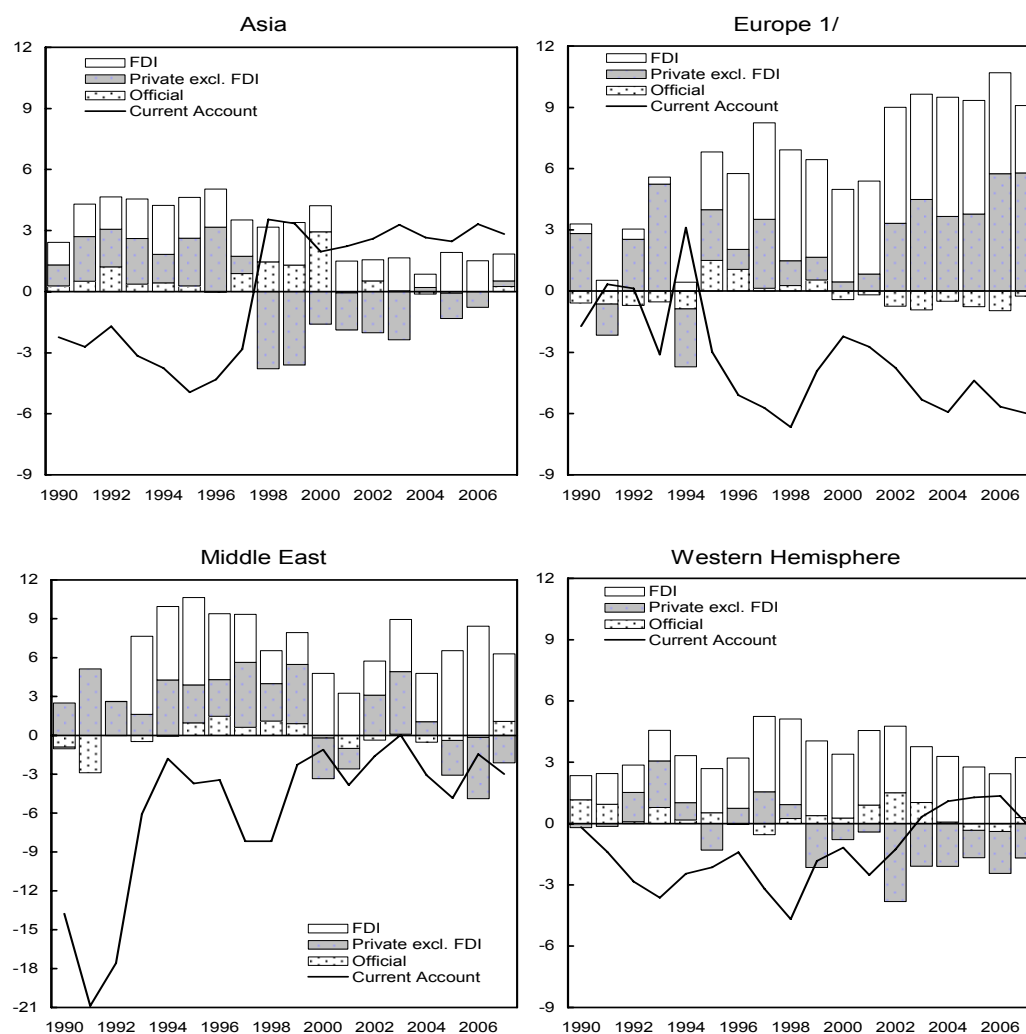 Asia
12
9
6
3
0
-3
-6
-9
FDI
Private excl. FDI
Official
Current Account
1990 1992 1994 1996 1998 2000 2002 2004 2006
Europe 1/
12
9
6
3
0
-3
-6
-9
FDI
Private excl. FDI
Official
Current Account
1990 1992 1994 1996 1998 2000 2002 2004 2006
Middle East
12
9
6
3
0
-3
-6
-9
-12
-15
-18
-21
FDI
Private excl. FDI
Official
Current Account
1990 1992 1994 1996 1998 2000 2002 2004 2006
Western Hemisphere
12
9
6
3
0
-3
-6
-9
FDI
Private excl. FDI
Official
Current Account
1990 1992 1994 1996 1998 2000 2002 2004 2006